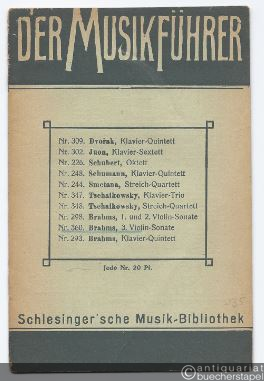 DER MUSIKFÜHRER
Nr. 309. Dvořak, Klavier-Quintett
Nr. 302. Juon, Klavier-Sextett
Nr. 226. Schubert, Oktett
Nr. 248. Schumann, Klavier-Quintett
Nr. 244. Smetana, Streich-Quartett
Nr. 347. Tschaikowsky, Klavier-Trio
Nr. 348. Tschaikowsky, Streich-Quartett
Nr. 298. Brahms, 1. und 2. Violin-Sonate
Nr. 360. Brahms, 3. Violin-Sonate
Nr. 293. Brahms, Klavier-Quintett
Jede Nr. 20 Pf.
Schlesinger'sche Musik-Bibliothek
antiquariat
buecherstapel